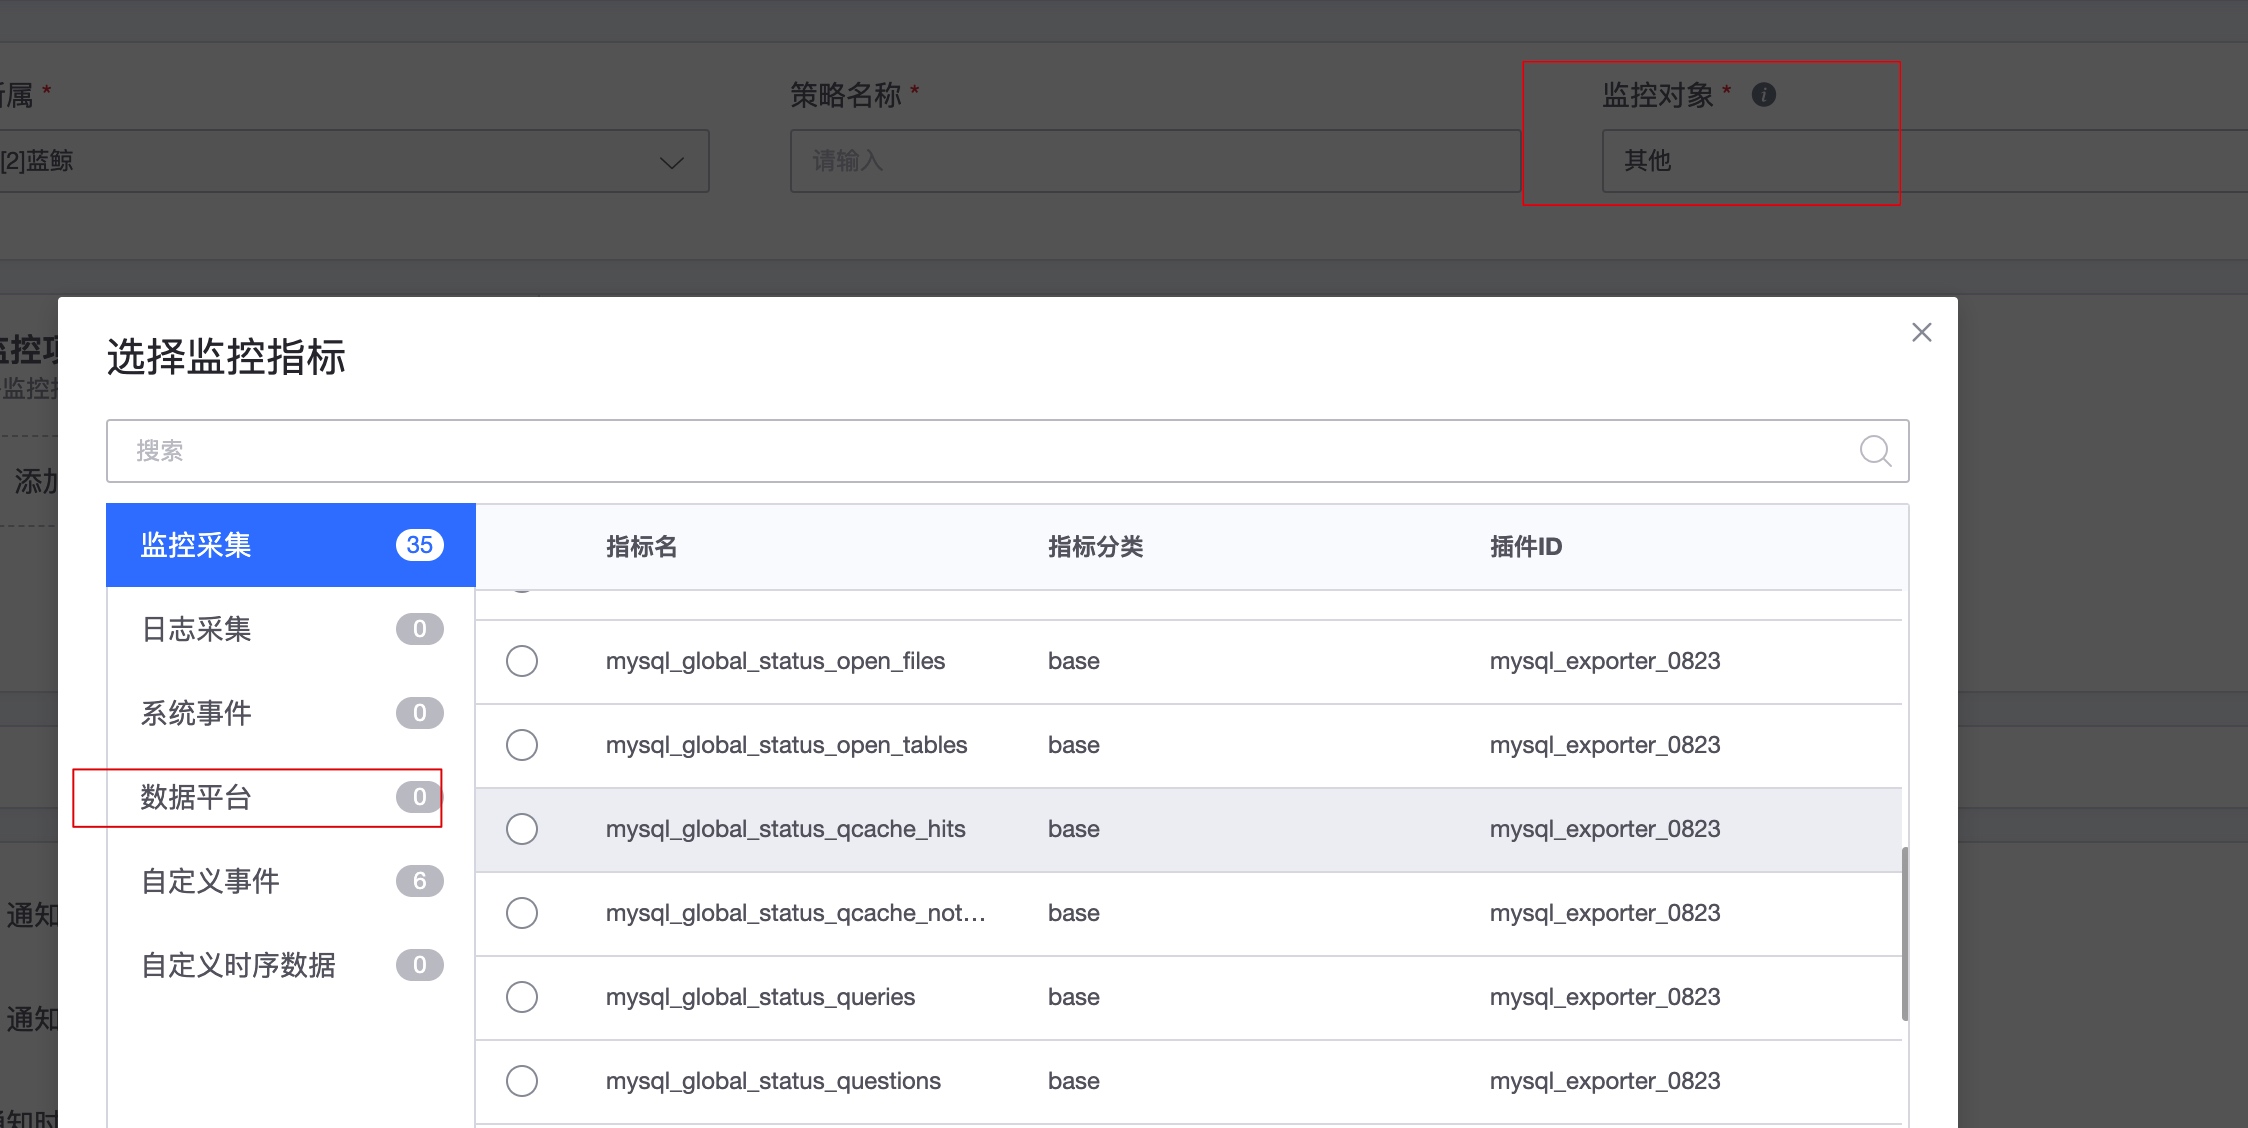 所属 *
策略名称 *
监控对象 *
[2]蓝鲸
请输入
其他
选择监控指标
搜索
监控采集 35
日志采集 0
系统事件 0
数据平台 0
自定义事件 6
自定义时序数据 0
指标名 指标分类 插件ID
mysql_global_status_open_files base mysql_exporter_0823
mysql_global_status_open_tables base mysql_exporter_0823
mysql_global_status_qcache_hits base mysql_exporter_0823
mysql_global_status_qcache_not... base mysql_exporter_0823
mysql_global_status_queries base mysql_exporter_0823
mysql_global_status_questions base mysql_exporter_0823
监控项
监控指
添加
通知
通知
通知时